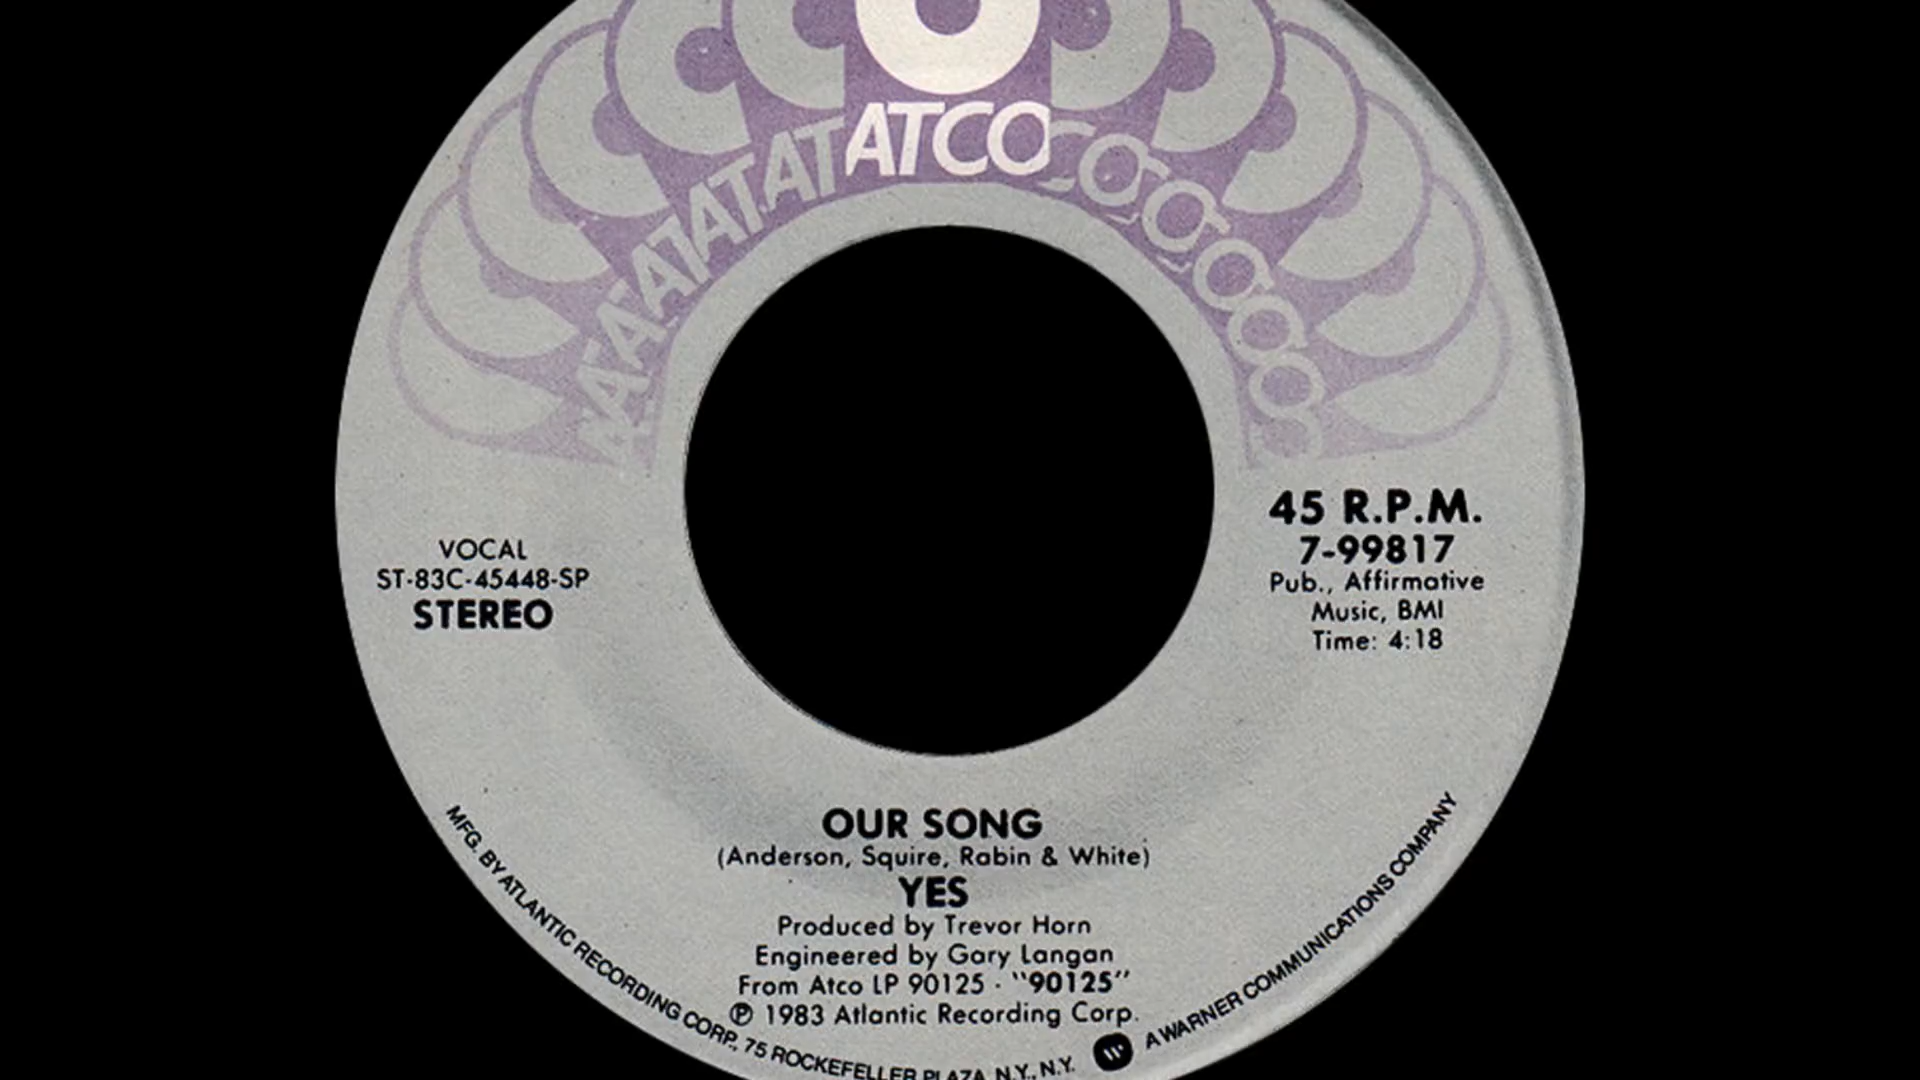 ATCO
VOCAL
ST-83C-45448-SP
STEREO
45 R.P.M.
7-99817
Pub., Affirmative
Music, BMI
Time: 4:18
OUR SONG
(Anderson, Squire, Rabin & White)
YES
Produced by Trevor Horn
Engineered by Gary Langan
From Atco LP 90125 · "90125"
℗ 1983 Atlantic Recording Corp.
MFG. BY ATLANTIC RECORDING CORP., 75 ROCKEFELLER PLAZA, N.Y., N.Y. A WARNER COMMUNICATIONS COMPANY